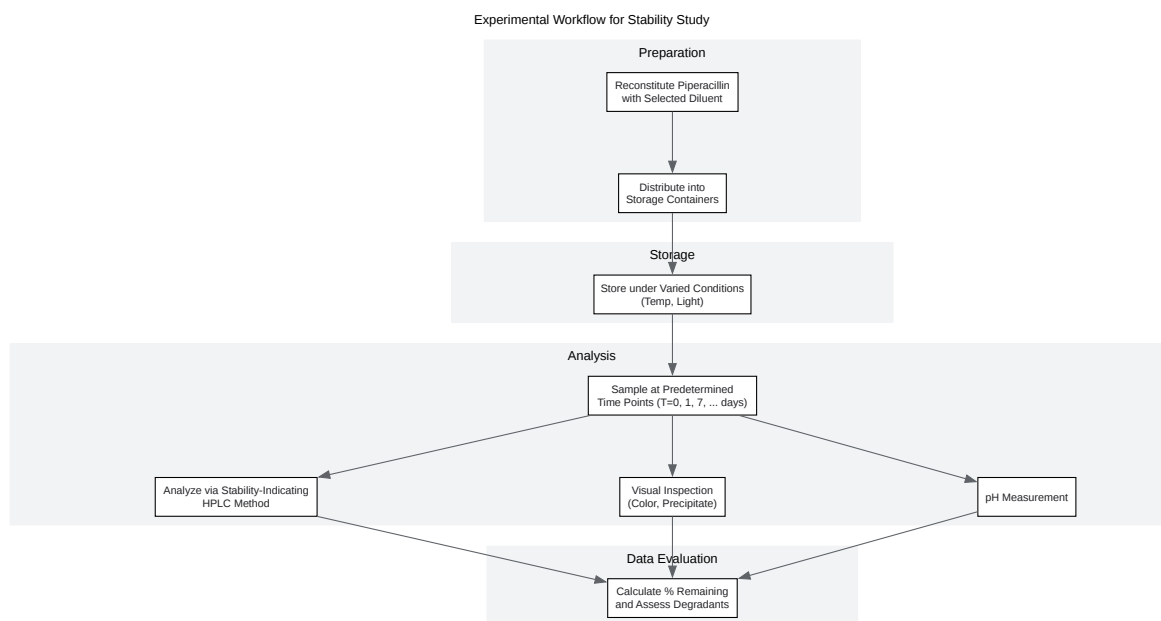 Experimental Workflow for Stability Study
Preparation
Reconstitute Piperacillin
with Selected Diluent
Distribute into
Storage Containers
Storage
Store under Varied Conditions
(Temp, Light)
Analysis
Sample at Predetermined
Time Points (T=0, 1, 7, ... days)
Analyze via Stability-Indicating
HPLC Method
Visual Inspection
(Color, Precipitate)
pH Measurement
Data Evaluation
Calculate % Remaining
and Assess Degradants